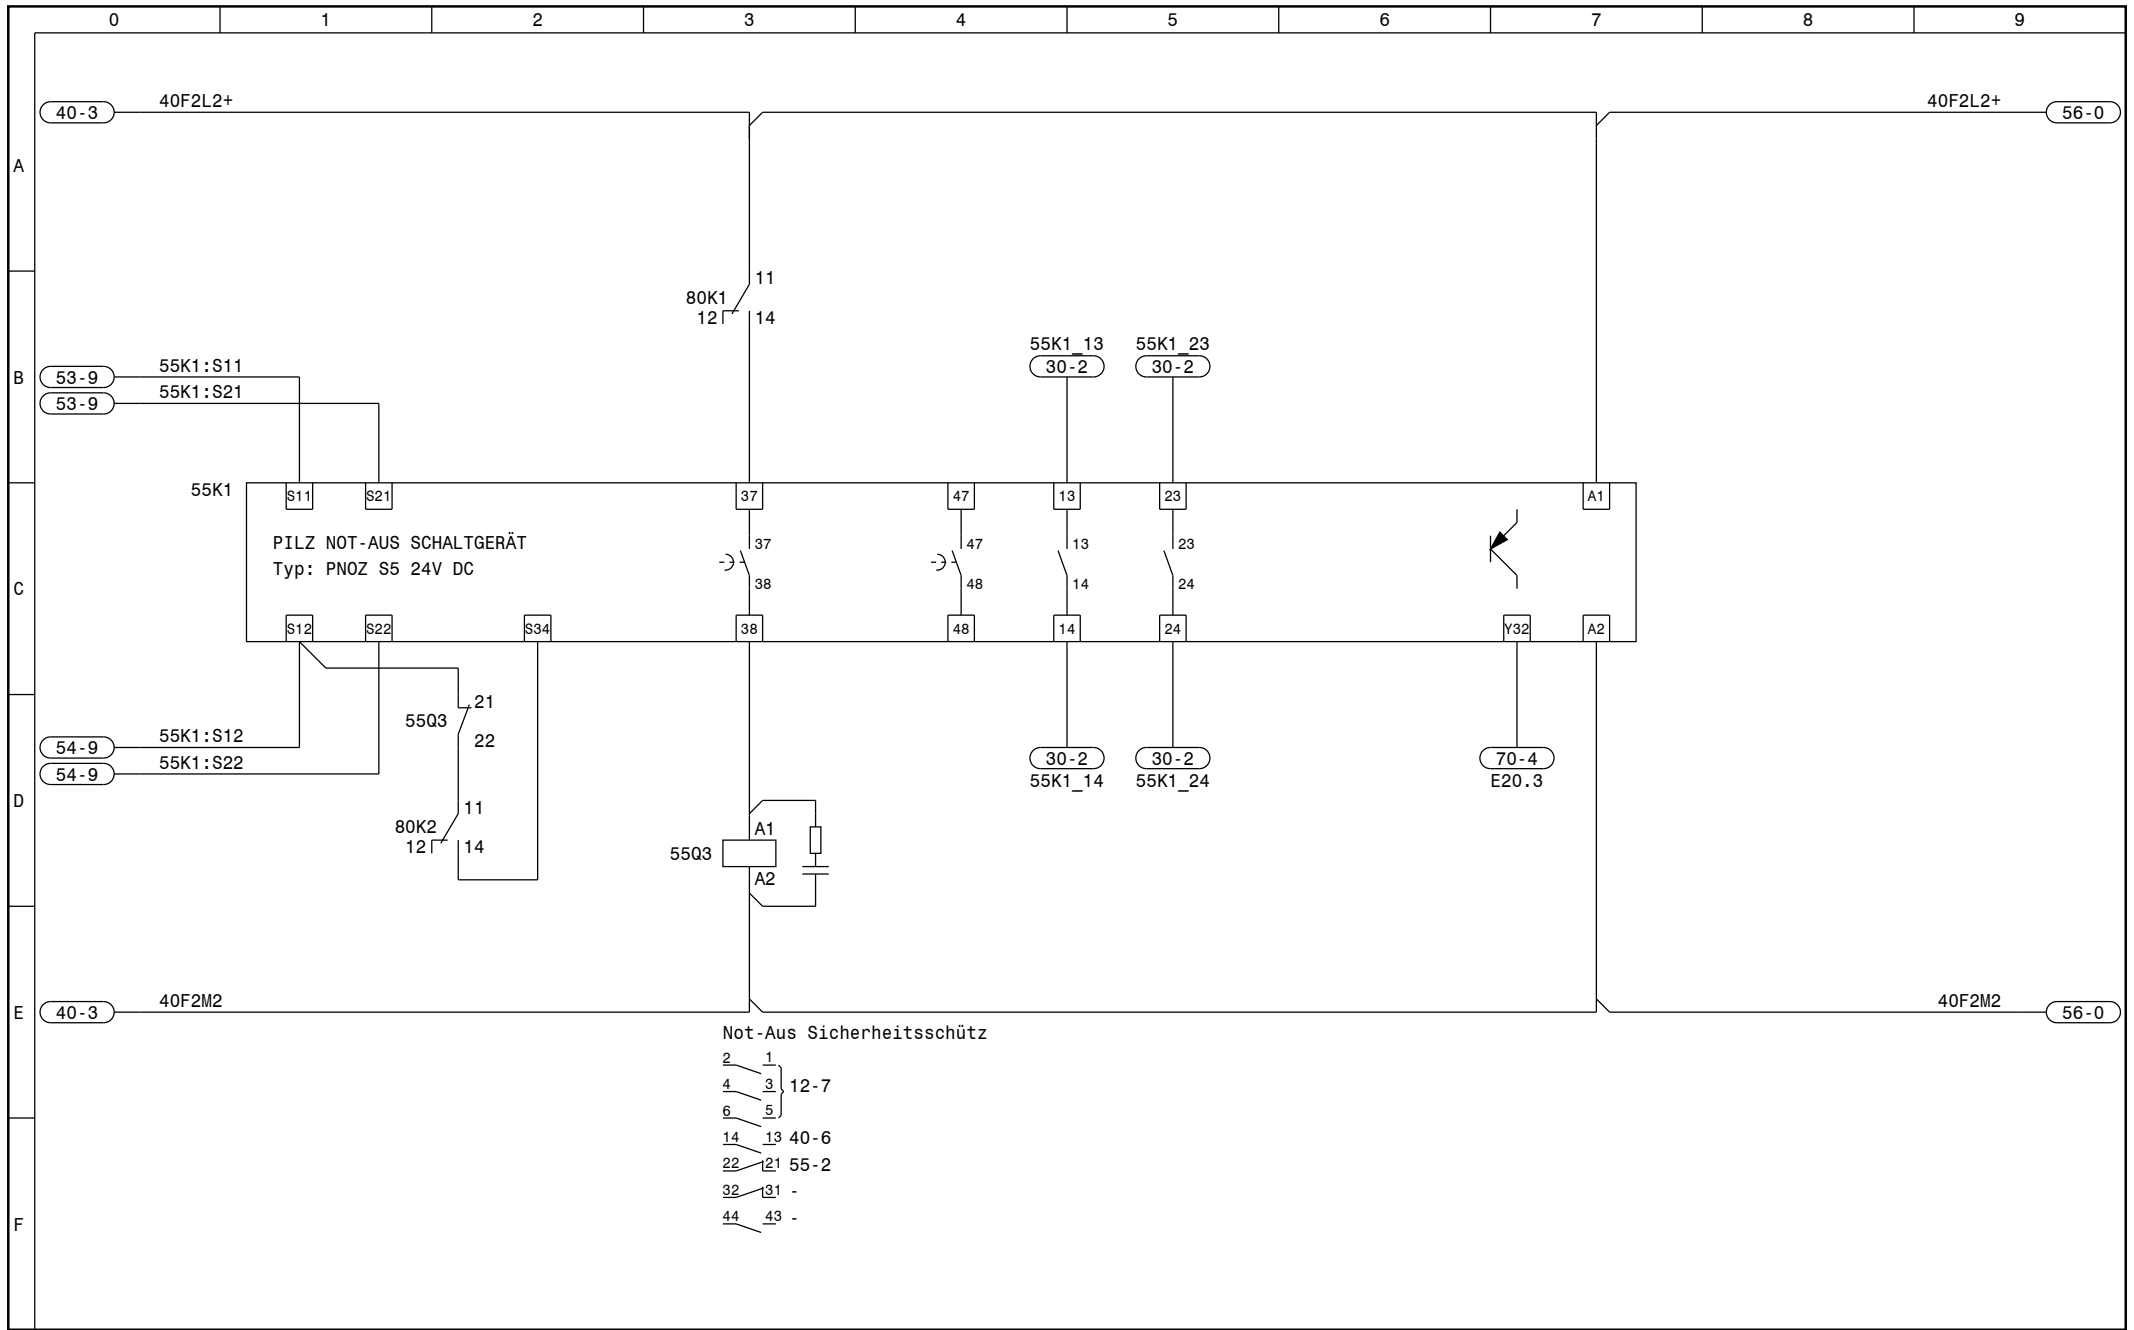 0 1 2 3 4 5 6 7 8 9
40F2L2+ 40F2L2+
40-3 56-0
A
11
80K1
12 14
55K1_13 55K1_23
30-2 30-2
55K1:S11
B 53-9
55K1:S21
53-9
55K1 S11 S21 37 47 13 23 A1
PILZ NOT-AUS SCHALTGERÄT 37 47 13 23
Typ: PNOZ S5 24V DC
C 38 48 14 24
S12 S22 S34 38 48 14 24 Y32 A2
21
55Q3
22
55K1:S12
54-9
55K1:S22
54-9
30-2 30-2 70-4
55K1_14 55K1_24 E20.3
D
11
80K2
12 14
A1
55Q3
A2
40F2M2 40F2M2
E 40-3 56-0
Not-Aus Sicherheitsschütz
2 1
4 3 12-7
6 5
14 13 40-6
22 21 55-2
32 31 -
F 44 43 -